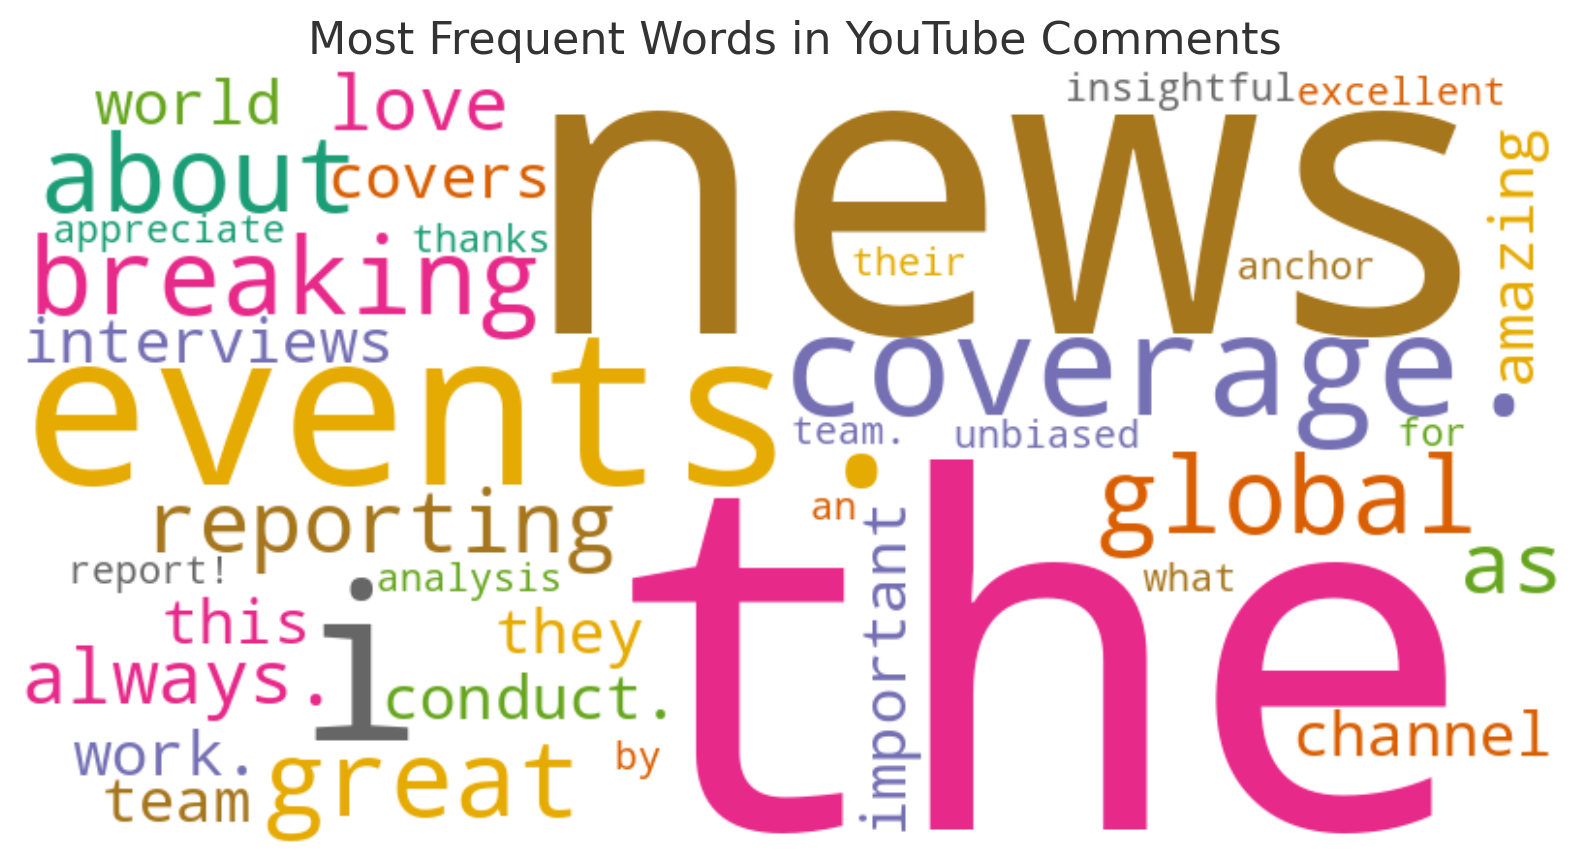 Most Frequent Words in YouTube Comments
world
love
insightful
excellent
news
about
covers
amazing
appreciate
thanks
breaking
their
anchor
interviews
events.
coverage.
team.
unbiased
for
the
global
reporting
an
important
as
report!
analysis
what
i
this
they
always.
conduct.
channel
work.
great
by
team